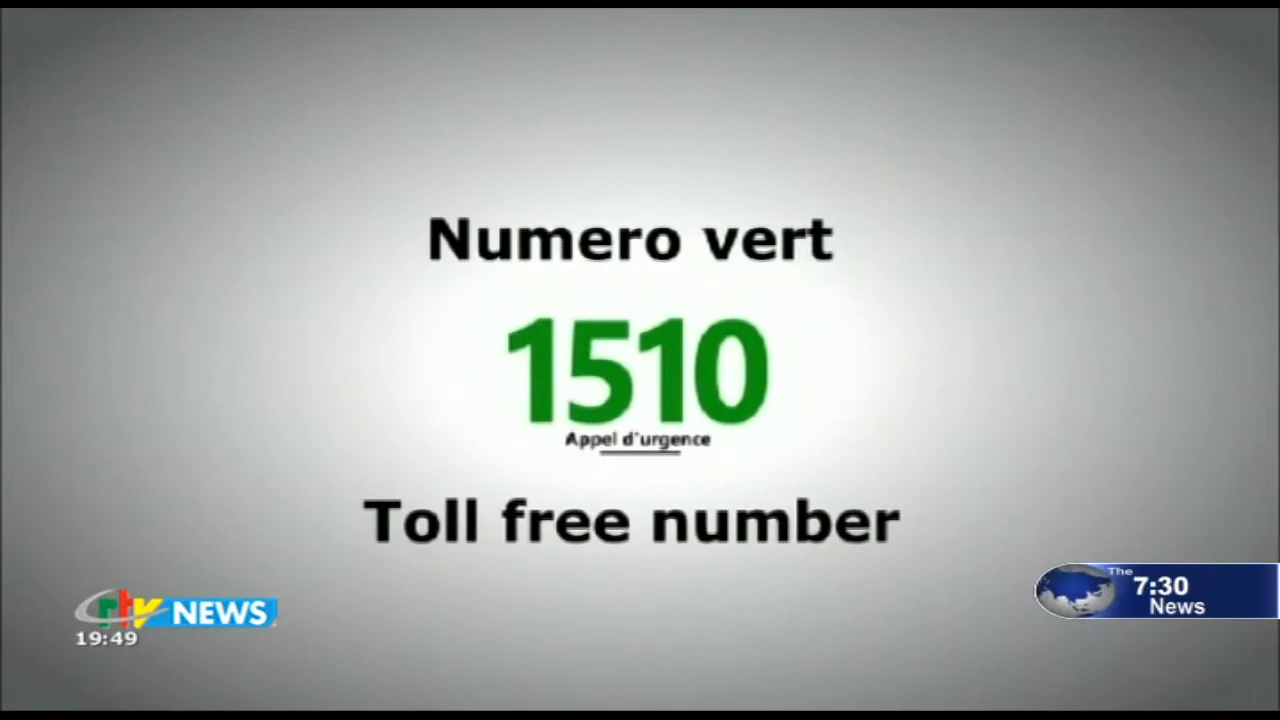 Numero vert
1510
Appel d'urgence
Toll free number
crtv NEWS
19:49
The
7:30
News